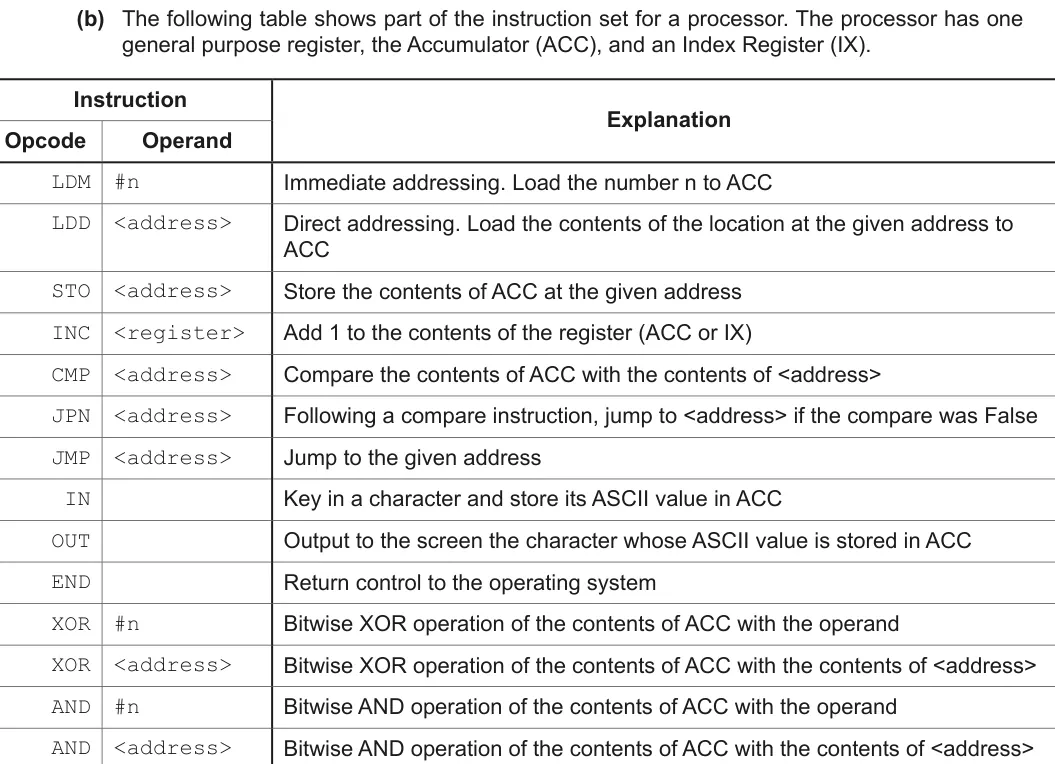 (b) The following table shows part of the instruction set for a processor. The processor has one
general purpose register, the Accumulator (ACC), and an Index Register (IX).
Instruction
Explanation
Opcode Operand
LDM #n Immediate addressing. Load the number n to ACC
LDD <address> Direct addressing. Load the contents of the location at the given address to
ACC
STO <address> Store the contents of ACC at the given address
INC <register> Add 1 to the contents of the register (ACC or IX)
CMP <address> Compare the contents of ACC with the contents of <address>
JPN <address> Following a compare instruction, jump to <address> if the compare was False
JMP <address> Jump to the given address
IN Key in a character and store its ASCII value in ACC
OUT Output to the screen the character whose ASCII value is stored in ACC
END Return control to the operating system
XOR #n Bitwise XOR operation of the contents of ACC with the operand
XOR <address> Bitwise XOR operation of the contents of ACC with the contents of <address>
AND #n Bitwise AND operation of the contents of ACC with the operand
AND <address> Bitwise AND operation of the contents of ACC with the contents of <address>